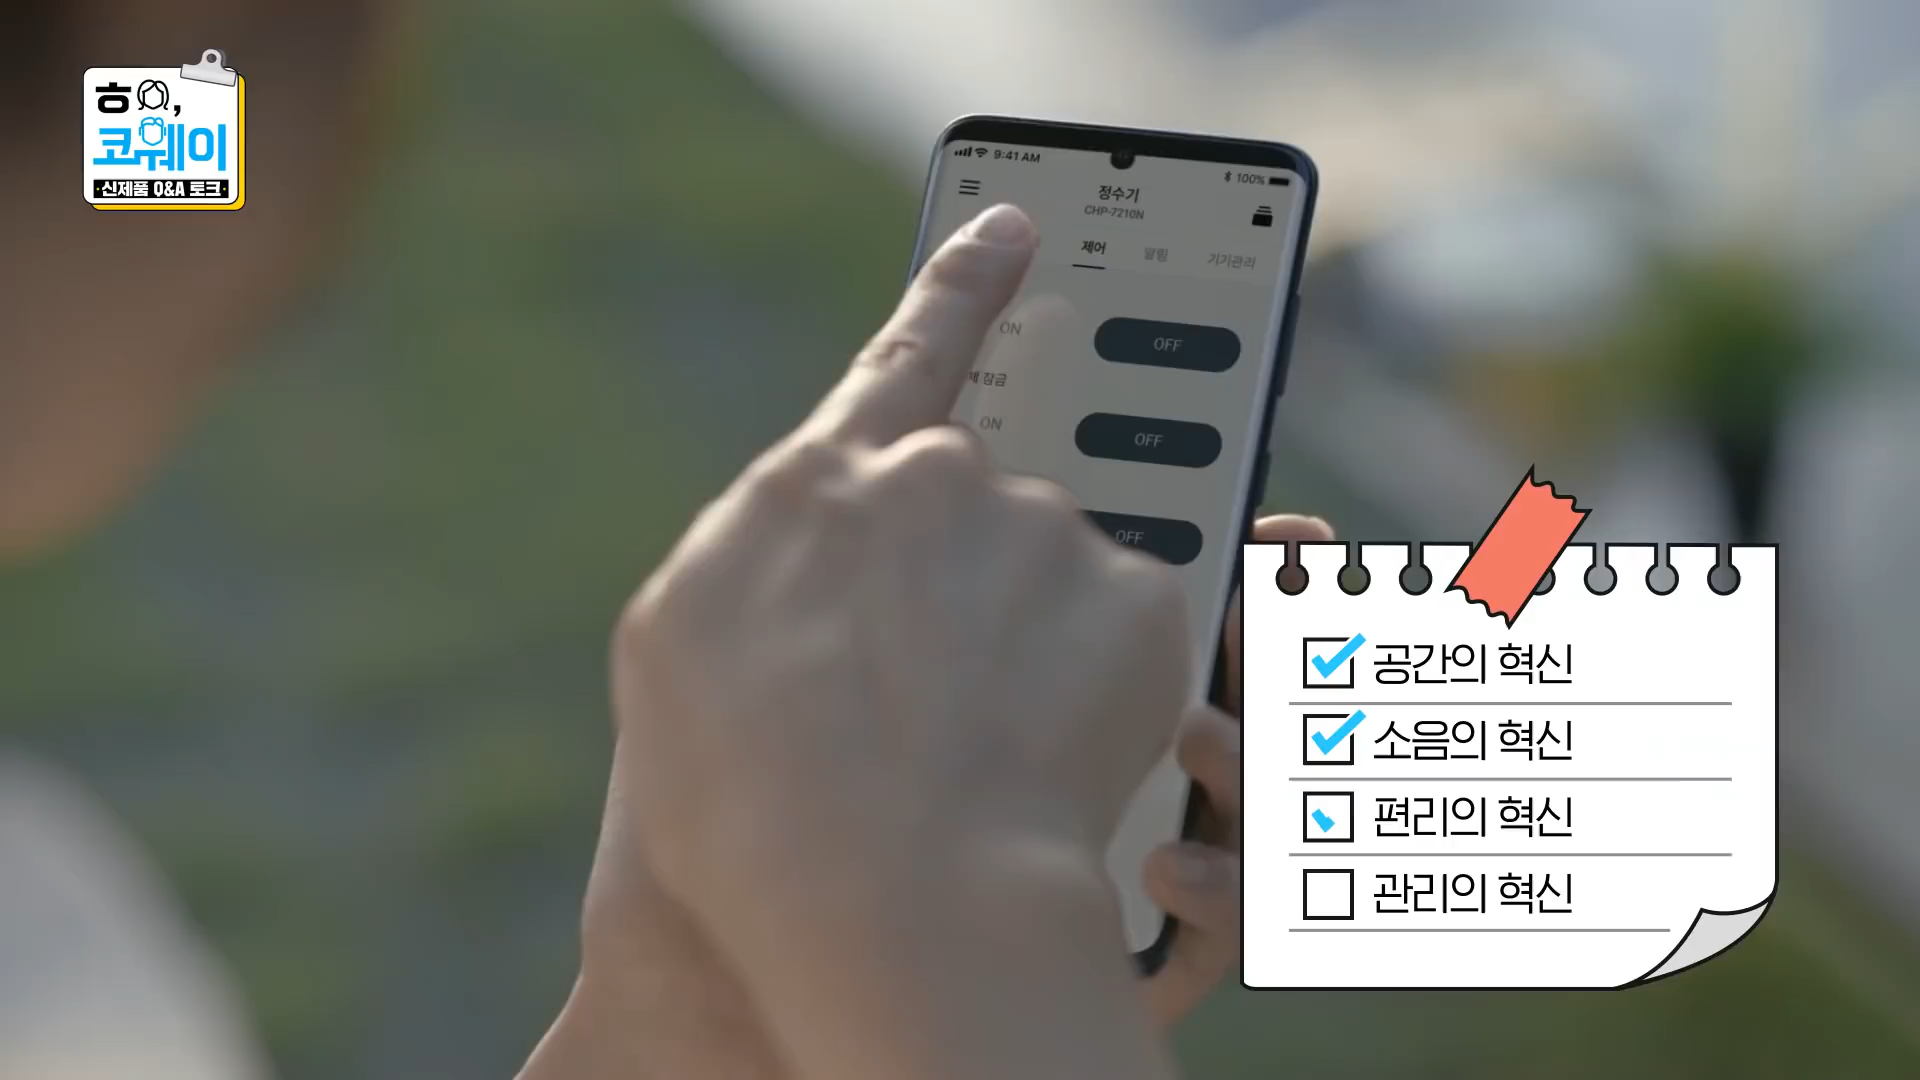 코웨이
신제품 Q&A 토크
9:41 AM
100%
정수기
CHP-7210N
제어 알림 기기관리
ON OFF
잠금
ON OFF
OFF
공간의 혁신
소음의 혁신
편리의 혁신
관리의 혁신